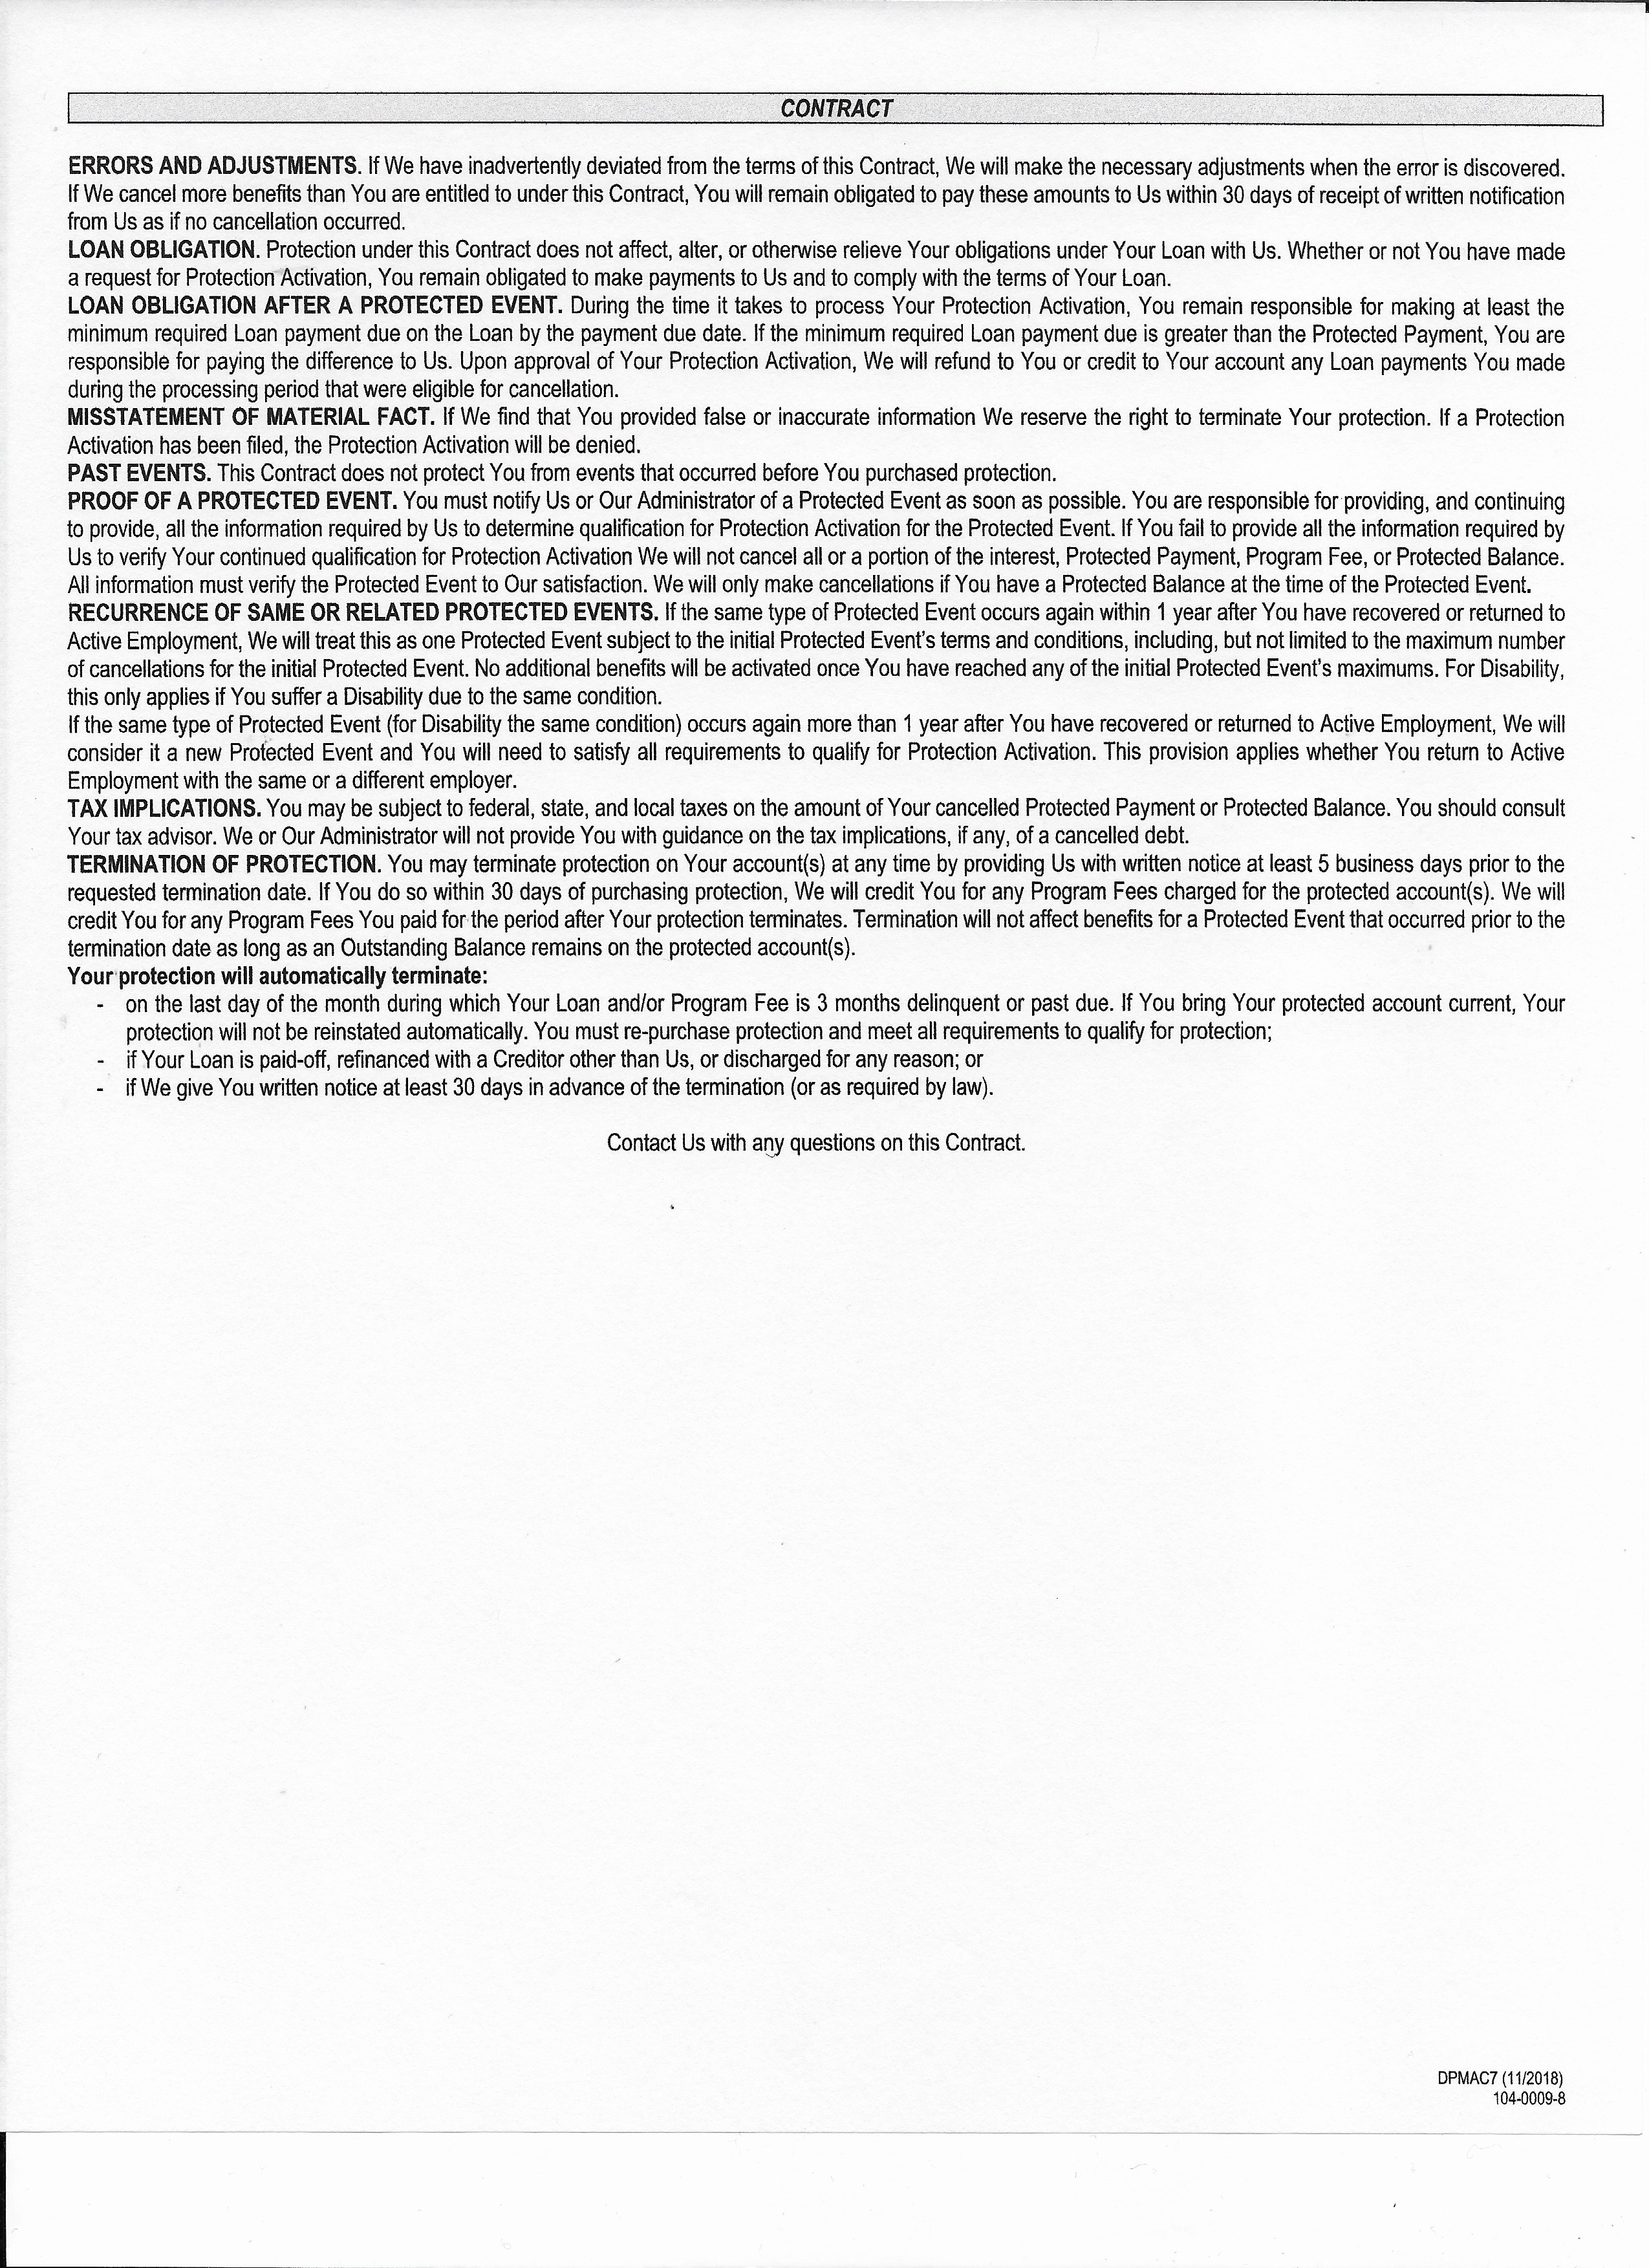 CONTRACT
ERRORS AND ADJUSTMENTS. If We have inadvertently deviated from the terms of this Contract, We will make the necessary adjustments when the error is discovered.
If We cancel more benefits than You are entitled to under this Contract, You will remain obligated to pay these amounts to Us within 30 days of receipt of written notification
from Us as if no cancellation occurred.
LOAN OBLIGATION. Protection under this Contract does not affect, alter, or otherwise relieve Your obligations under Your Loan with Us. Whether or not You have made
a request for Protection Activation, You remain obligated to make payments to Us and to comply with the terms of Your Loan.
LOAN OBLIGATION AFTER A PROTECTED EVENT. During the time it takes to process Your Protection Activation, You remain responsible for making at least the
minimum required Loan payment due on the Loan by the payment due date. If the minimum required Loan payment due is greater than the Protected Payment, You are
responsible for paying the difference to Us. Upon approval of Your Protection Activation, We will refund to You or credit to Your account any Loan payments You made
during the processing period that were eligible for cancellation.
MISSTATEMENT OF MATERIAL FACT. If We find that You provided false or inaccurate information We reserve the right to terminate Your protection. If a Protection
Activation has been filed, the Protection Activation will be denied.
PAST EVENTS. This Contract does not protect You from events that occurred before You purchased protection.
PROOF OF A PROTECTED EVENT. You must notify Us or Our Administrator of a Protected Event as soon as possible. You are responsible for providing, and continuing
to provide, all the information required by Us to determine qualification for Protection Activation for the Protected Event. If You fail to provide all the information required by
Us to verify Your continued qualification for Protection Activation We will not cancel all or a portion of the interest, Protected Payment, Program Fee, or Protected Balance.
All information must verify the Protected Event to Our satisfaction. We will only make cancellations if You have a Protected Balance at the time of the Protected Event.
RECURRENCE OF SAME OR RELATED PROTECTED EVENTS. If the same type of Protected Event occurs again within 1 year after You have recovered or returned to
Active Employment, We will treat this as one Protected Event subject to the initial Protected Event's terms and conditions, including, but not limited to the maximum number
of cancellations for the initial Protected Event. No additional benefits will be activated once You have reached any of the initial Protected Event's maximums. For Disability,
this only applies if You suffer a Disability due to the same condition.
If the same type of Protected Event (for Disability the same condition) occurs again more than 1 year after You have recovered or returned to Active Employment, We will
consider it a new Protected Event and You will need to satisfy all requirements to qualify for Protection Activation. This provision applies whether You return to Active
Employment with the same or a different employer.
TAX IMPLICATIONS. You may be subject to federal, state, and local taxes on the amount of Your cancelled Protected Payment or Protected Balance. You should consult
Your tax advisor. We or Our Administrator will not provide You with guidance on the tax implications, if any, of a cancelled debt.
TERMINATION OF PROTECTION. You may terminate protection on Your account(s) at any time by providing Us with written notice at least 5 business days prior to the
requested termination date. If You do so within 30 days of purchasing protection, We will credit You for any Program Fees charged for the protected account(s). We will
credit You for any Program Fees You paid for the period after Your protection terminates. Termination will not affect benefits for a Protected Event that occurred prior to the
termination date as long as an Outstanding Balance remains on the protected account(s).
Your protection will automatically terminate:
- on the last day of the month during which Your Loan and/or Program Fee is 3 months delinquent or past due. If You bring Your protected account current, Your
protection will not be reinstated automatically. You must re-purchase protection and meet all requirements to qualify for protection;
- if Your Loan is paid-off, refinanced with a Creditor other than Us, or discharged for any reason; or
- if We give You written notice at least 30 days in advance of the termination (or as required by law).
Contact Us with any questions on this Contract.
DPMAC7 (11/2018)
104-0009-8